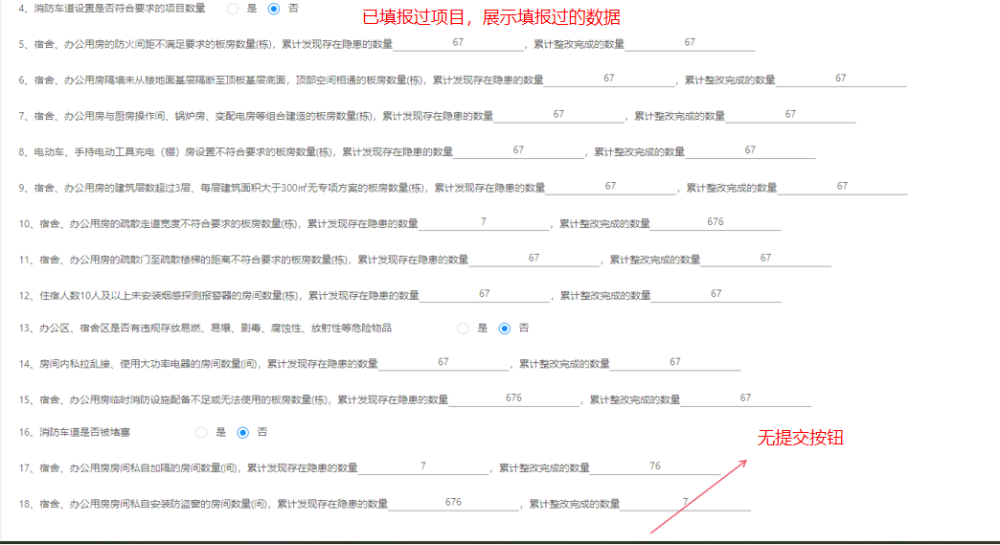 4、消防车道设置是否符合要求的项目数量 是 否
已填报过项目，展示填报过的数据
5、宿舍、办公用房的防火间距不满足要求的板房数量(栋)，累计发现存在隐患的数量 67 ，累计整改完成的数量 67
6、宿舍、办公用房隔墙未从楼地面基层隔断至顶板基层底面，顶部空间相通的板房数量(栋)，累计发现存在隐患的数量 67 ，累计整改完成的数量 67
7、宿舍、办公用房与厨房操作间、锅炉房、变配电房等组合建造的板房数量(栋)，累计发现存在隐患的数量 67 ，累计整改完成的数量 67
8、电动车、手持电动工具充电（棚）房设置不符合要求的板房数量(栋)，累计发现存在隐患的数量 67 ，累计整改完成的数量 67
9、宿舍、办公用房的建筑层数超过3层、每层建筑面积大于300㎡无专项方案的板房数量(栋)，累计发现存在隐患的数量 67 ，累计整改完成的数量 67
10、宿舍、办公用房的疏散走道宽度不符合要求的板房数量(栋)，累计发现存在隐患的数量 7 ，累计整改完成的数量 676
11、宿舍、办公用房的疏散门至疏散楼梯的距离不符合要求的板房数量(栋)，累计发现存在隐患的数量 67 ，累计整改完成的数量 67
12、住宿人数10人及以上未安装烟感探测报警器的房间数量(栋)，累计发现存在隐患的数量 67 ，累计整改完成的数量 67
13、办公区、宿舍区是否有违规存放易燃、易爆、剧毒、腐蚀性、放射性等危险物品 是 否
14、房间内私拉乱接、使用大功率电器的房间数量(间)，累计发现存在隐患的数量 67 ，累计整改完成的数量 67
15、宿舍、办公用房临时消防设施配备不足或无法使用的板房数量(栋)，累计发现存在隐患的数量 676 ，累计整改完成的数量 67
16、消防车道是否被堵塞 是 否
无提交按钮
17、宿舍、办公用房房间私自加隔的房间数量(间)，累计发现存在隐患的数量 7 ，累计整改完成的数量 76
18、宿舍、办公用房房间私自安装防盗窗的房间数量(间)，累计发现存在隐患的数量 676 ，累计整改完成的数量 7